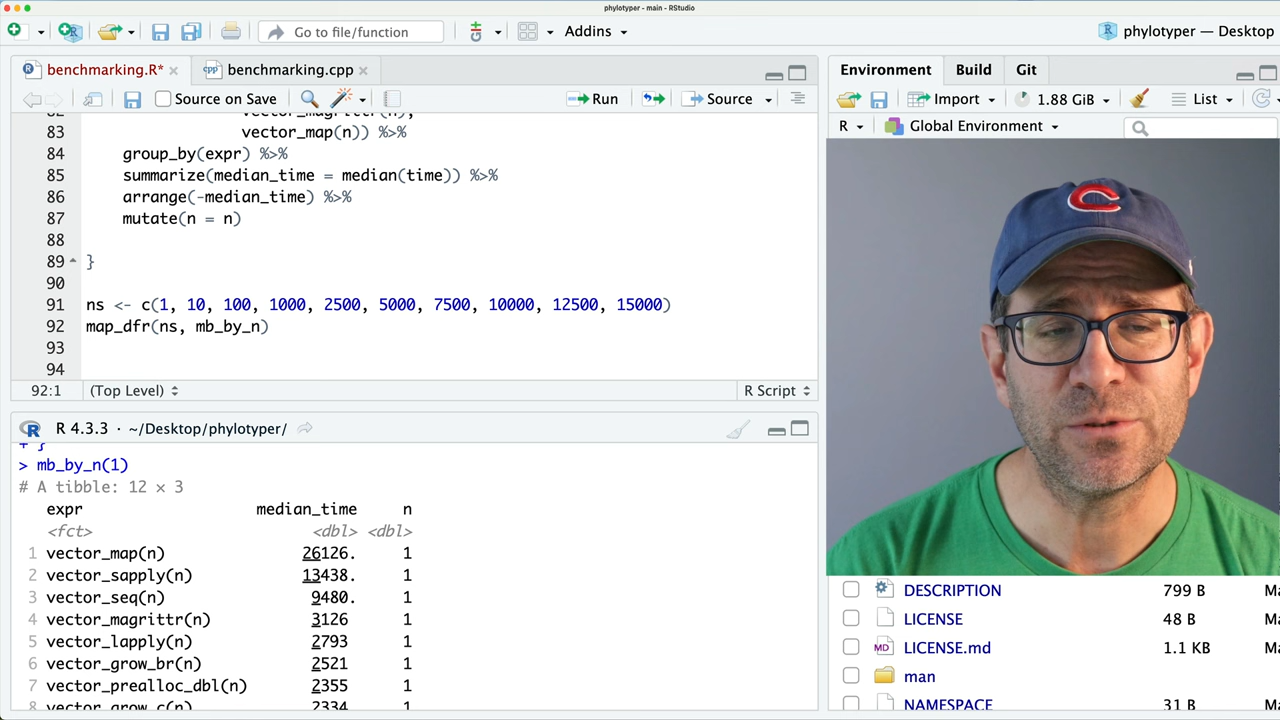 phylotyper - main - RStudio
Go to file/function
Addins
phylotyper — Desktop
benchmarking.R*
benchmarking.cpp
Source on Save
Run
Source
83 vector_map(n)) %>%
84 group_by(expr) %>%
85 summarize(median_time = median(time)) %>%
86 arrange(-median_time) %>%
87 mutate(n = n)
88
89 }
90
91 ns <- c(1, 10, 100, 1000, 2500, 5000, 7500, 10000, 12500, 15000)
92 map_dfr(ns, mb_by_n)
93
94
92:1 (Top Level) R Script
R 4.3.3 · ~/Desktop/phylotyper/
> mb_by_n(1)
# A tibble: 12 × 3
expr median_time n
<fct> <dbl> <dbl>
1 vector_map(n) 26126. 1
2 vector_sapply(n) 13438. 1
3 vector_seq(n) 9480. 1
4 vector_magrittr(n) 3126 1
5 vector_lapply(n) 2793 1
6 vector_grow_br(n) 2521 1
7 vector_prealloc_dbl(n) 2355 1
8 vector_grow_c(n) 2334 1
Environment Build Git
Import 1.88 GiB List
R Global Environment
C
DESCRIPTION 799 B
LICENSE 48 B
MD LICENSE.md 1.1 KB
man
NAMESPACE 31 B